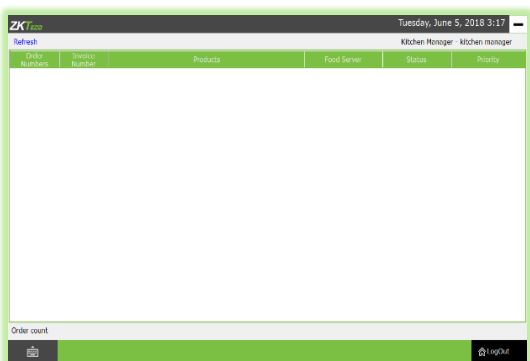 ZKTeco
Tuesday, June 5, 2018 3:17
Refresh
Kitchen Manager - kitchen manager
Order Numbers
Invoice Number
Products
Food Server
Status
Priority
Order count
LogOut